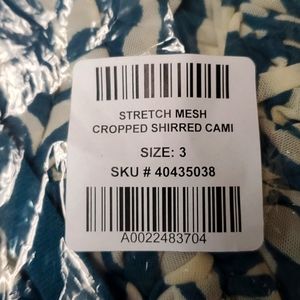 STRETCH MESH
CROPPED SHIRRED CAMI
SIZE: 3
SKU # 40435038
A0022483704